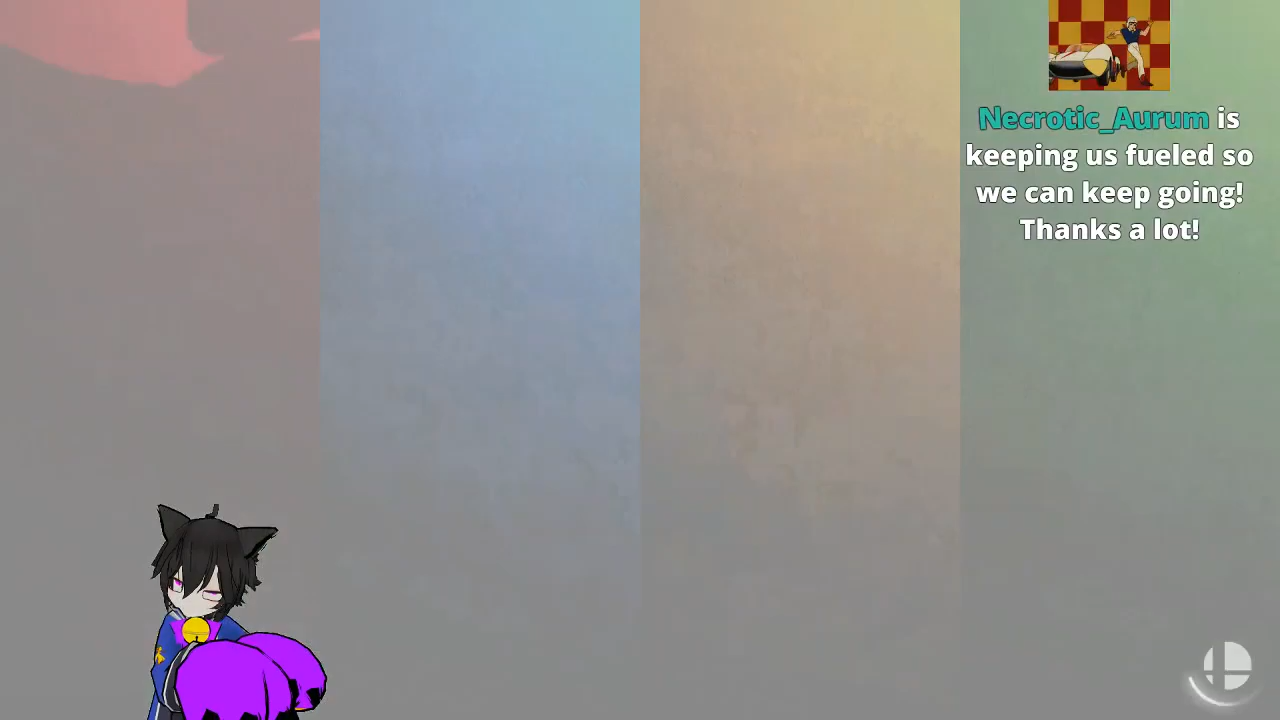 Necrotic_Aurum is
keeping us fueled so
we can keep going!
Thanks a lot!